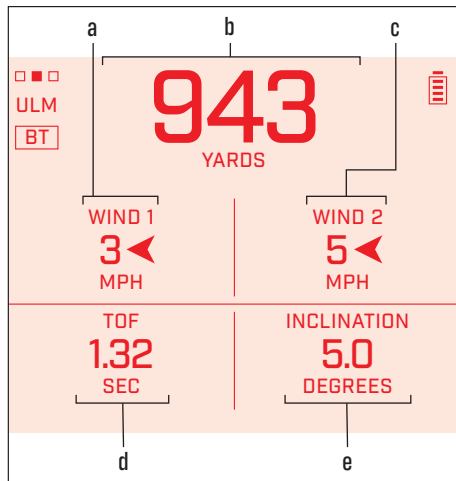 a b c
943
ULM
BT
YARDS
WIND 1 WIND 2
3 5
MPH MPH
TOF INCLINATION
1.32 5.0
SEC DEGREES
d e